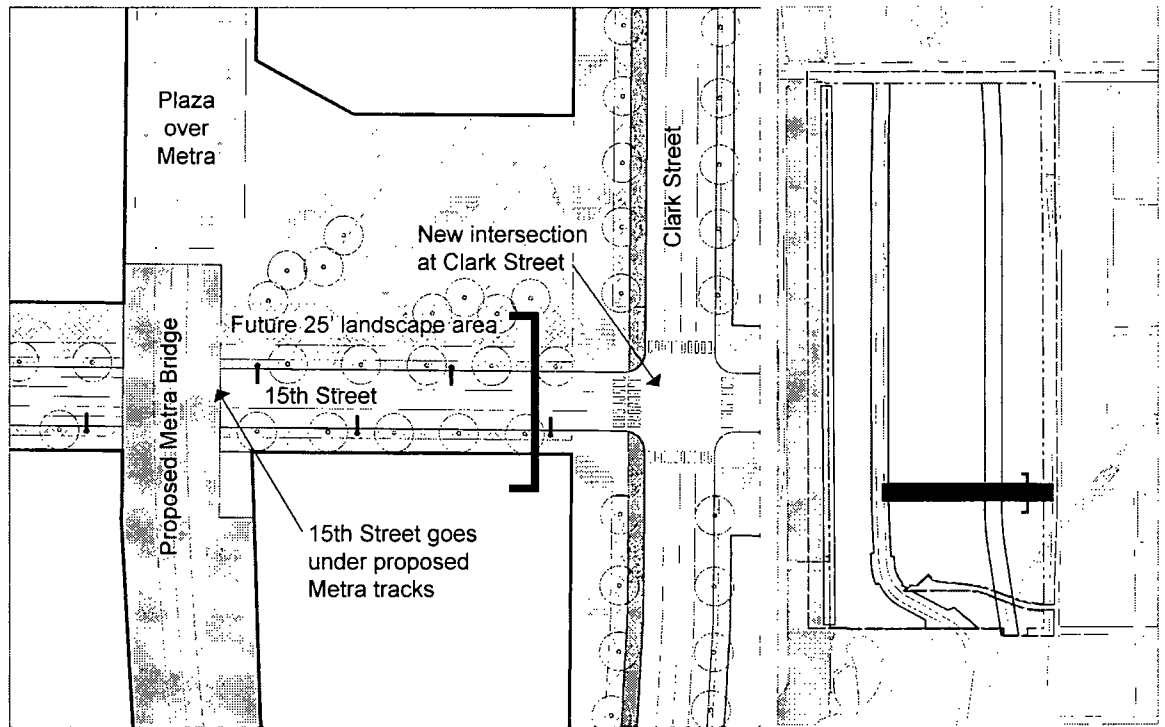 Plaza
over
Metra
Clark Street
New intersection
at Clark Street
Future 25' landscape area
15th Street
Proposed Metra Bridge
15th Street goes
under proposed
Metra tracks